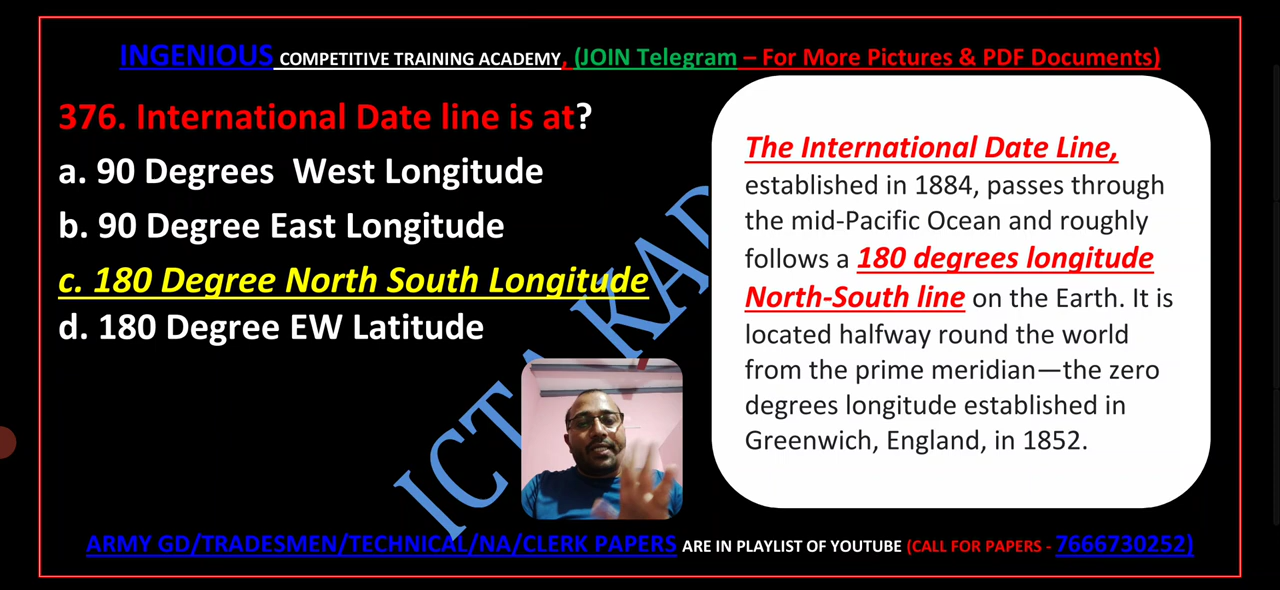 INGENIOUS COMPETITIVE TRAINING ACADEMY, (JOIN Telegram – For More Pictures & PDF Documents)
376. International Date line is at?
a. 90 Degrees  West Longitude
b. 90 Degree East Longitude
c. 180 Degree North South Longitude
d. 180 Degree EW Latitude
The International Date Line,
established in 1884, passes through
the mid-Pacific Ocean and roughly
follows a 180 degrees longitude
North-South line on the Earth. It is
located halfway round the world
from the prime meridian—the zero
degrees longitude established in
Greenwich, England, in 1852.
ICT
ARMY GD/TRADESMEN/TECHNICAL/NA/CLERK PAPERS ARE IN PLAYLIST OF YOUTUBE (CALL FOR PAPERS - 7666730252)